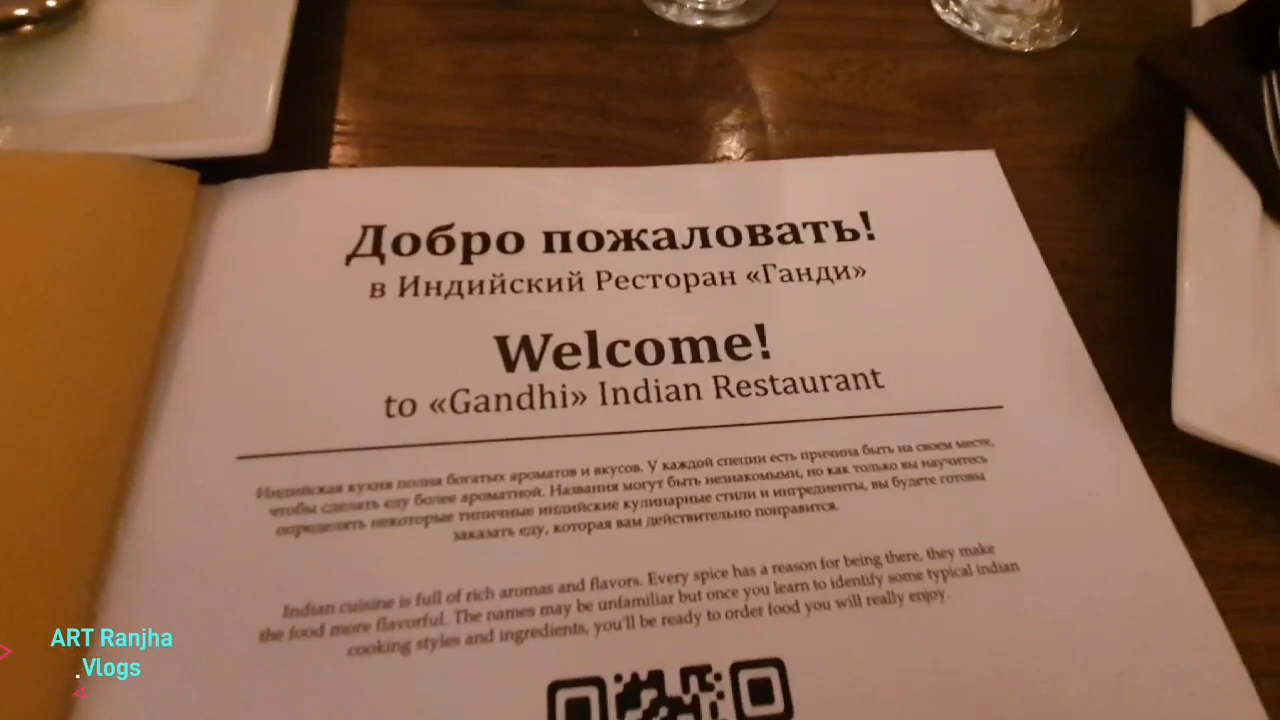 Добро пожаловать!
в Индийский Ресторан «Ганди»
Welcome!
to «Gandhi» Indian Restaurant
Индийская кухня полна богатых ароматов и вкусов. У каждой специи есть причина быть на своем месте,
чтобы сделать еду более ароматной. Названия могут быть незнакомыми, но как только вы научитесь
определять некоторые типичные индийские кулинарные стили и ингредиенты, вы будете готовы
заказать еду, которая вам действительно понравится.
Indian cuisine is full of rich aromas and flavors. Every spice has a reason for being there, they make
the food more flavorful. The names may be unfamiliar but once you learn to identify some typical indian
cooking styles and ingredients, you'll be ready to order food you will really enjoy.
ART Ranjha
.Vlogs